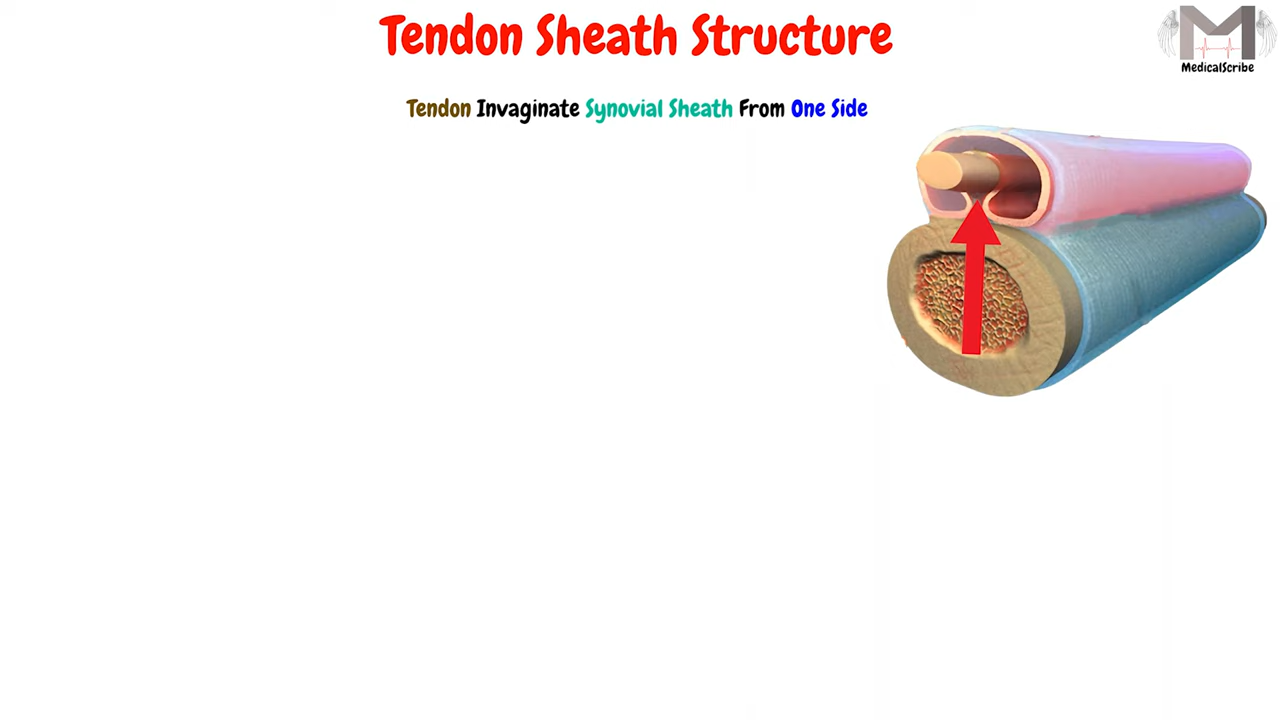 Tendon Sheath Structure
MedicalScribe
Tendon Invaginate Synovial Sheath From One Side